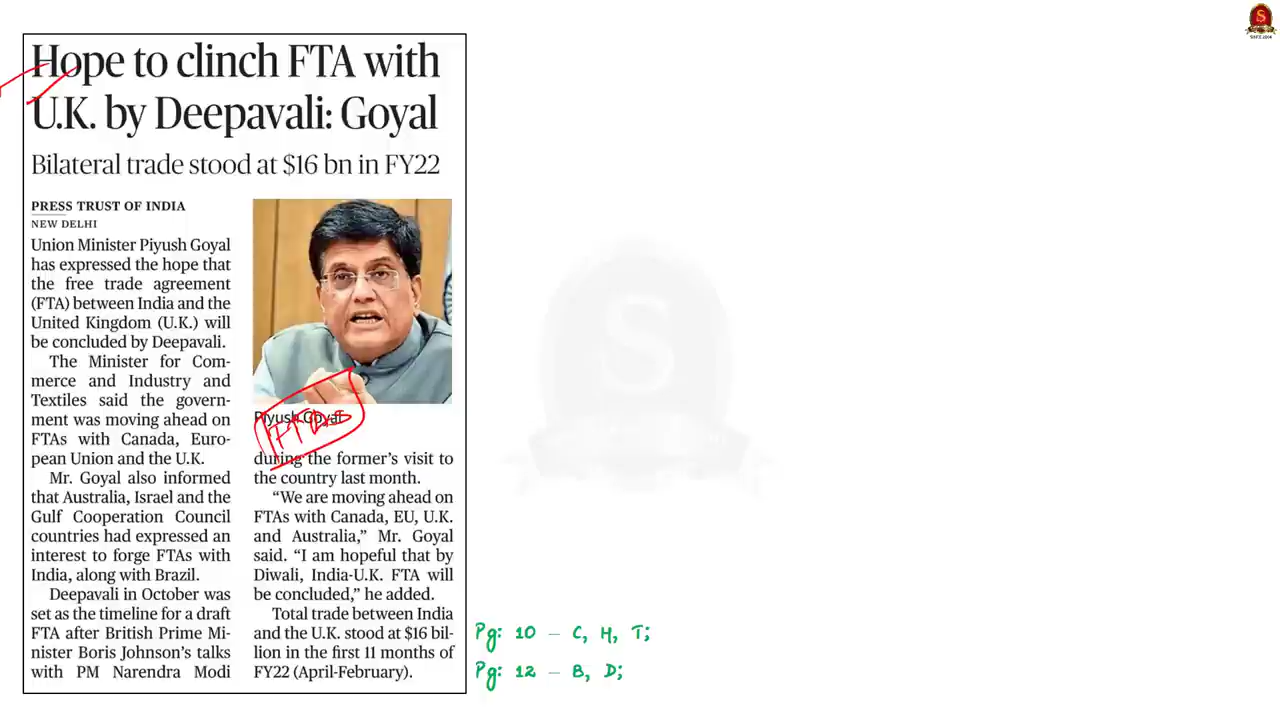 Hope to clinch FTA with
U.K. by Deepavali: Goyal
Bilateral trade stood at $16 bn in FY22
PRESS TRUST OF INDIA
NEW DELHI
Union Minister Piyush Goyal
has expressed the hope that
the free trade agreement
(FTA) between India and the
United Kingdom (U.K.) will
be concluded by Deepavali.
The Minister for Com-
merce and Industry and
Textiles said the govern-
ment was moving ahead on
FTAs with Canada, Euro-
pean Union and the U.K.
Mr. Goyal also informed
that Australia, Israel and the
Gulf Cooperation Council
countries had expressed an
interest to forge FTAs with
India, along with Brazil.
Deepavali in October was
set as the timeline for a draft
FTA after British Prime Mi-
nister Boris Johnson's talks
with PM Narendra Modi
Piyush Goyal
during the former's visit to
the country last month.
"We are moving ahead on
FTAs with Canada, EU, U.K.
and Australia," Mr. Goyal
said. "I am hopeful that by
Diwali, India-U.K. FTA will
be concluded," he added.
Total trade between India
and the U.K. stood at $16 bil-
lion in the first 11 months of
FY22 (April-February).
Pg: 10 – C, H, T;
Pg: 12 – B, D;
S